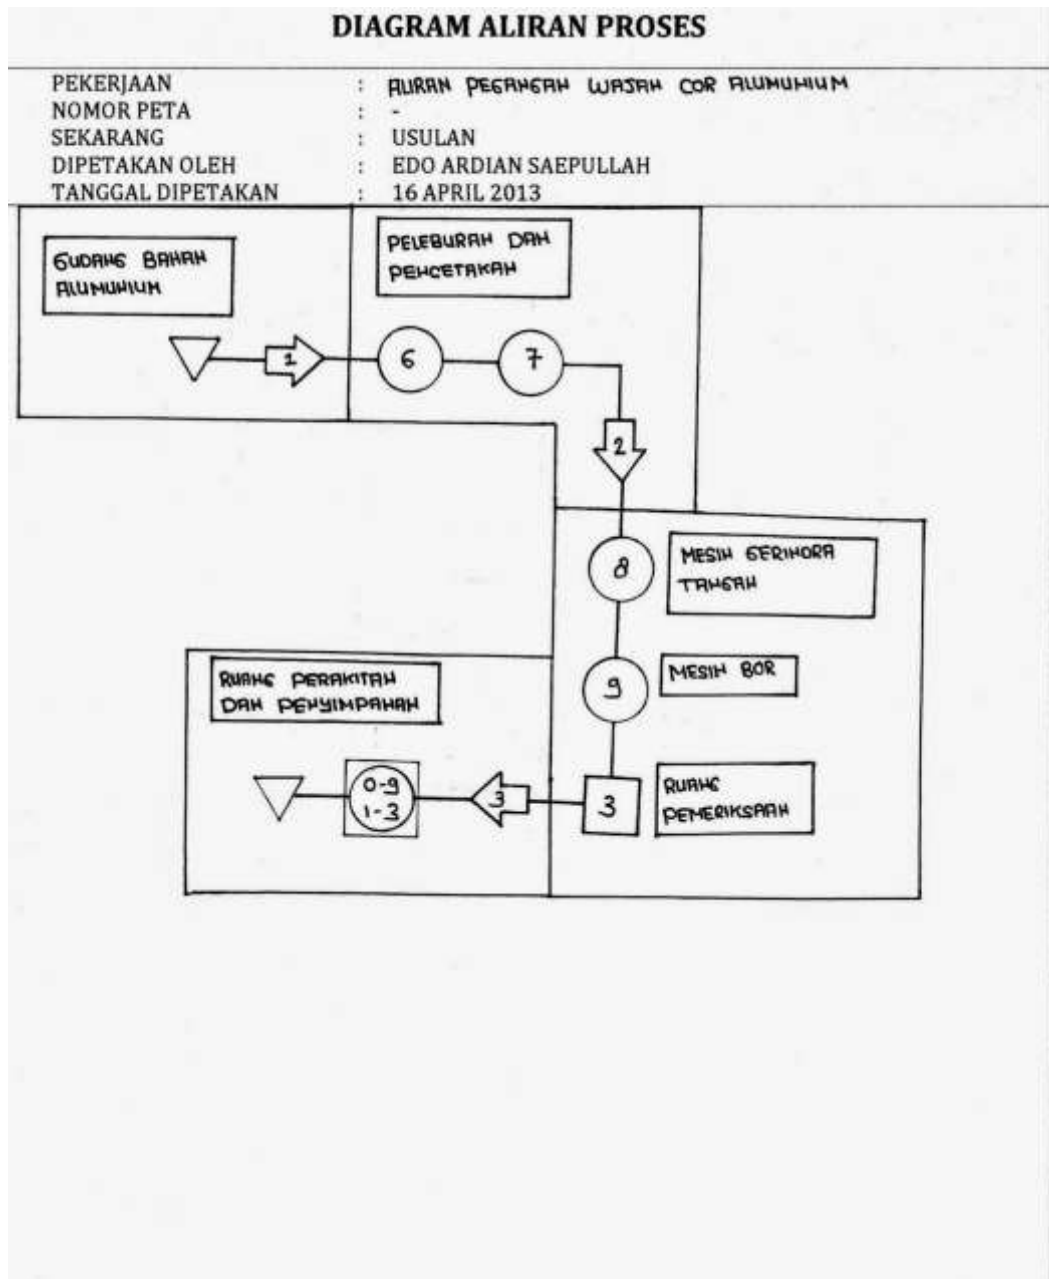 DIAGRAM ALIRAN PROSES
PEKERJAAN : ALIRAN PEGANGAN WAJAN COR ALUMUNIUM
NOMOR PETA : -
SEKARANG : USULAN
DIPETAKAN OLEH : EDO ARDIAN SAEPULLAH
TANGGAL DIPETAKAN : 16 APRIL 2013
GUDANG BAHAN
ALUMUNIUM
PELEBURAN DAN
PENCETAKAN
1
6
7
2
8
MESIN GERINDRA
TANGAN
9
MESIN BOR
RUANG PERAKITAN
DAN PENYIMPANAN
0-9
1-3
3
3
RUANG
PEMERIKSAAN